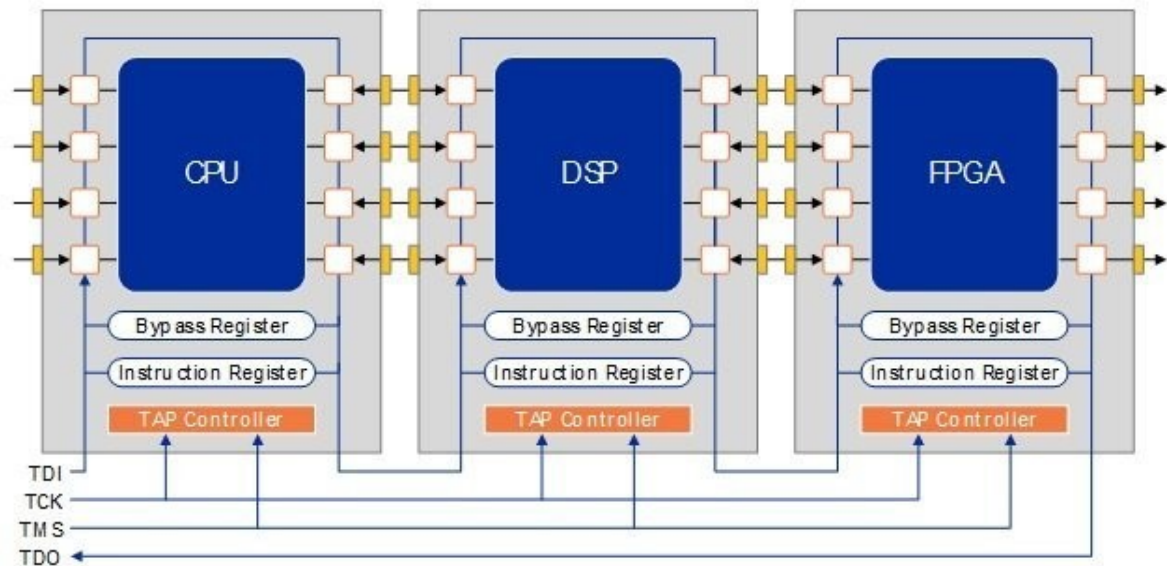 CPU
DSP
FPGA
Bypass Register
Bypass Register
Bypass Register
Instruction Register
Instruction Register
Instruction Register
TAP Controller
TAP Controller
TAP Controller
TDI
TCK
TMS
TDO